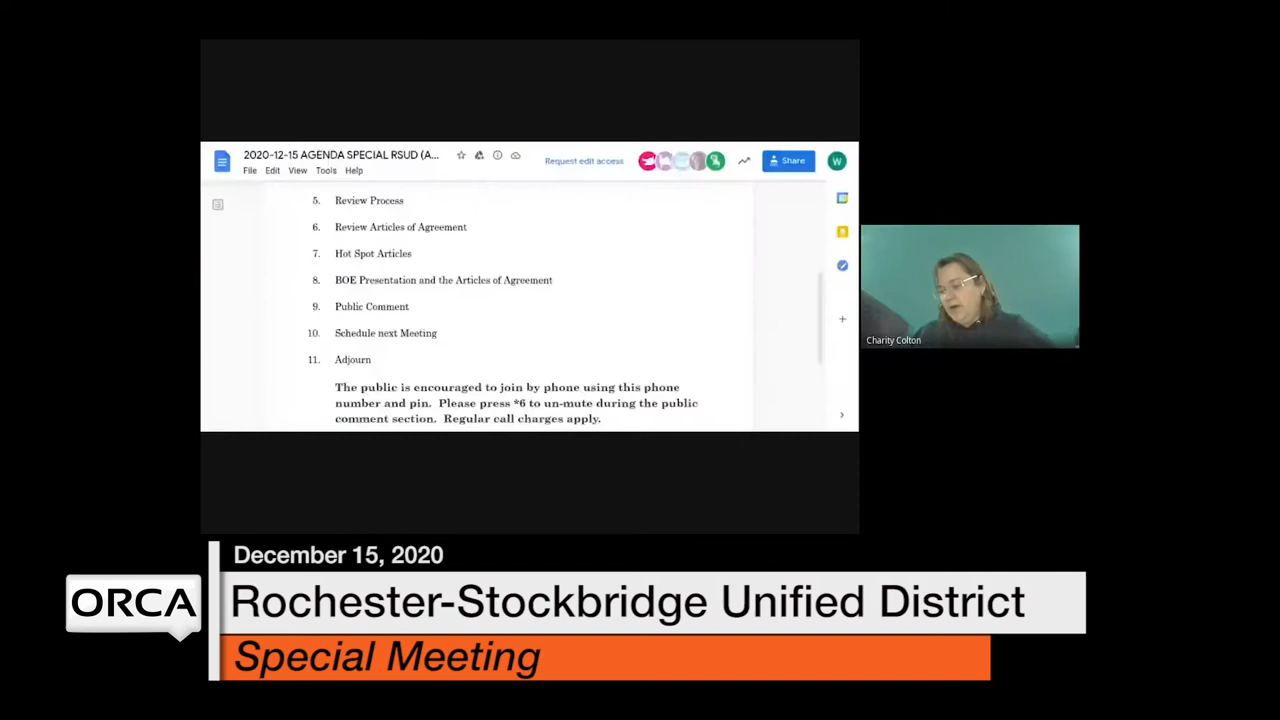 2020-12-15 AGENDA SPECIAL RSUD (A...
File Edit View Tools Help
Request edit access
Share
W
5. Review Process
6. Review Articles of Agreement
7. Hot Spot Articles
8. BOE Presentation and the Articles of Agreement
9. Public Comment
10. Schedule next Meeting
11. Adjourn
The public is encouraged to join by phone using this phone
number and pin. Please press *6 to un-mute during the public
comment section. Regular call charges apply.
Charity Colton
December 15, 2020
ORCA
Rochester-Stockbridge Unified District
Special Meeting